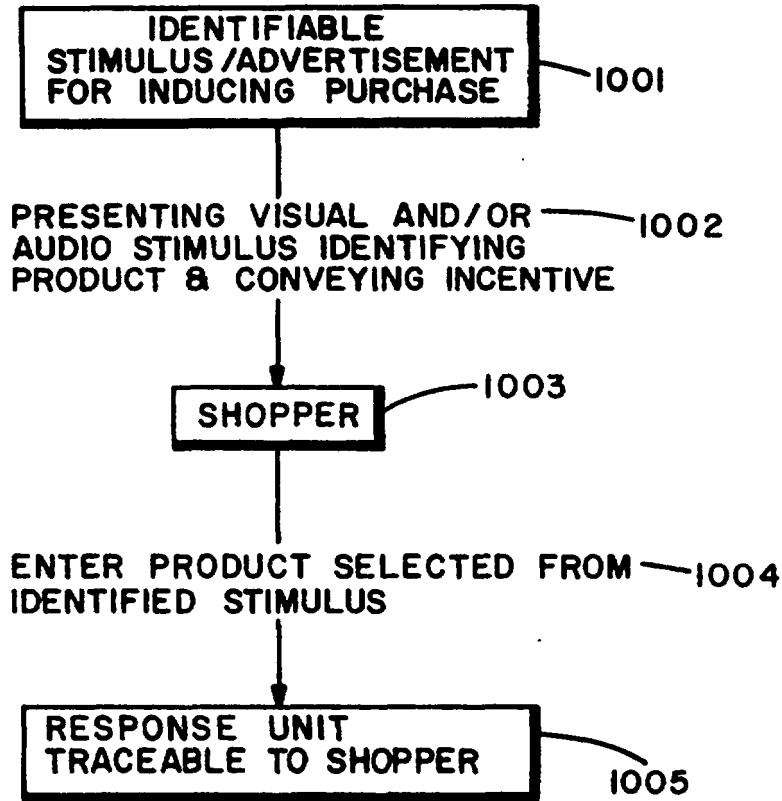 IDENTIFIABLE
STIMULUS/ADVERTISEMENT
FOR INDUCING PURCHASE
1001
PRESENTING VISUAL AND/OR
AUDIO STIMULUS IDENTIFYING
PRODUCT & CONVEYING INCENTIVE
1002
SHOPPER
1003
ENTER PRODUCT SELECTED FROM
IDENTIFIED STIMULUS
1004
RESPONSE UNIT
TRACEABLE TO SHOPPER
1005